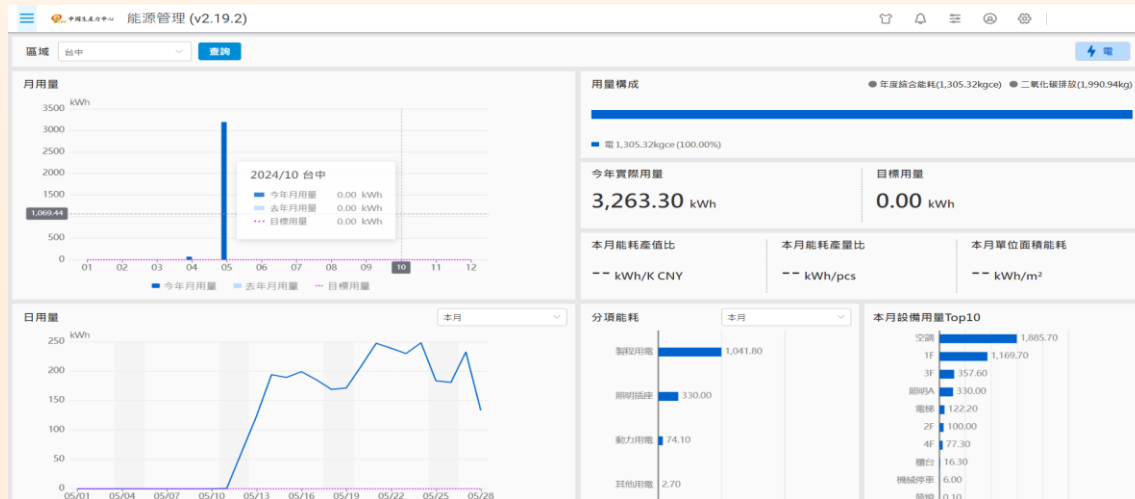 中國生產力中心 能源管理 (v2.19.2)
區域 台中 查詢 電
月用量
kWh
3500
3000
2500
2000
1500
1,069.44
500
0
01 02 03 04 05 06 07 08 09 10 11 12
2024/10 台中
今年月用量 0.00 kWh
去年月用量 0.00 kWh
目標用量 0.00 kWh
今年月用量 去年月用量 目標用量
用量構成 年度綜合能耗(1,305.32kgce) 二氧化碳排放(1,990.94kg)
電1,305.32kgce (100.00%)
今年實際用量 目標用量
3,263.30 kWh 0.00 kWh
本月能耗產值比 本月能耗產量比 本月單位面積能耗
-- kWh/K CNY -- kWh/pcs -- kWh/m²
日用量 本月
kWh
250
200
150
100
50
0
05/01 05/04 05/07 05/10 05/13 05/16 05/19 05/22 05/25 05/28
分項能耗 本月
製程用電 1,041.80
照明插座 330.00
動力用電 74.10
其他用電 2.70
本月設備用量Top10
空調 1,885.70
1F 1,169.70
3F 357.60
照明A 330.00
電梯 122.20
2F 100.00
4F 77.30
櫃台 16.30
機械停車 6.00
0.10